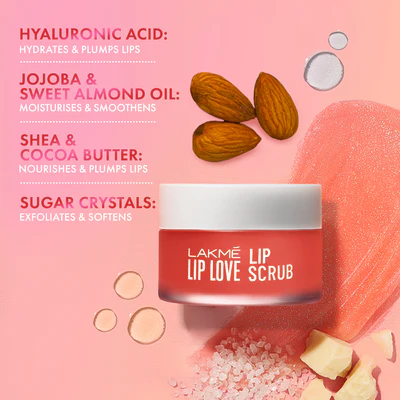 HYALURONIC ACID:
HYDRATES & PLUMPS LIPS
JOJOBA &
SWEET ALMOND OIL:
MOISTURISES & SMOOTHENS
SHEA &
COCOA BUTTER:
NOURISHES & PLUMPS LIPS
SUGAR CRYSTALS:
EXFOLIATES & SOFTENS
LAKMÉ
LIP LOVE
LIP
SCRUB